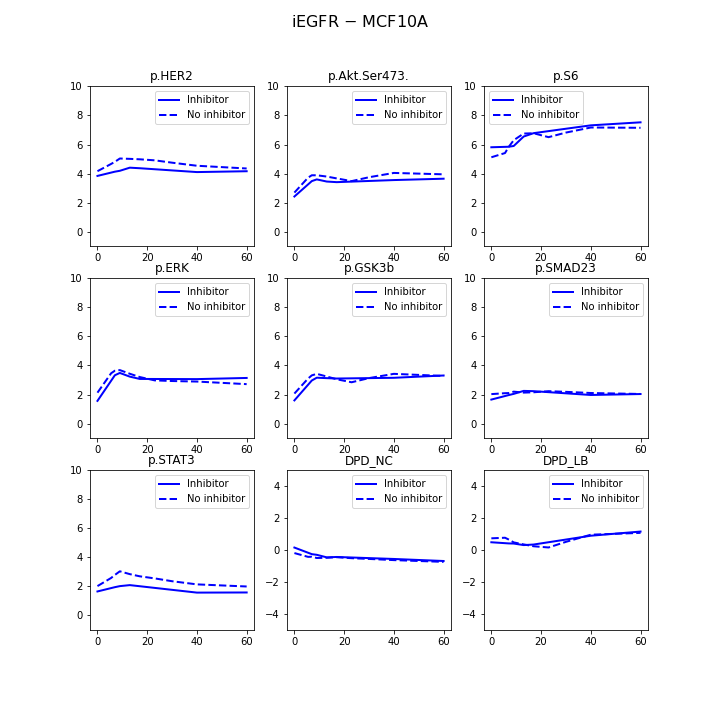 iEGFR − MCF10A
p.HER2
10
8
6
4
2
0
0 20 40 60
Inhibitor
No inhibitor
p.Akt.Ser473.
10
8
6
4
2
0
0 20 40 60
Inhibitor
No inhibitor
p.S6
10
8
6
4
2
0
0 20 40 60
Inhibitor
No inhibitor
p.ERK
10
8
6
4
2
0
0 20 40 60
Inhibitor
No inhibitor
p.GSK3b
10
8
6
4
2
0
0 20 40 60
Inhibitor
No inhibitor
p.SMAD23
10
8
6
4
2
0
0 20 40 60
Inhibitor
No inhibitor
p.STAT3
10
8
6
4
2
0
0 20 40 60
Inhibitor
No inhibitor
DPD_NC
4
2
0
−2
−4
0 20 40 60
Inhibitor
No inhibitor
DPD_LB
4
2
0
−2
−4
0 20 40 60
Inhibitor
No inhibitor